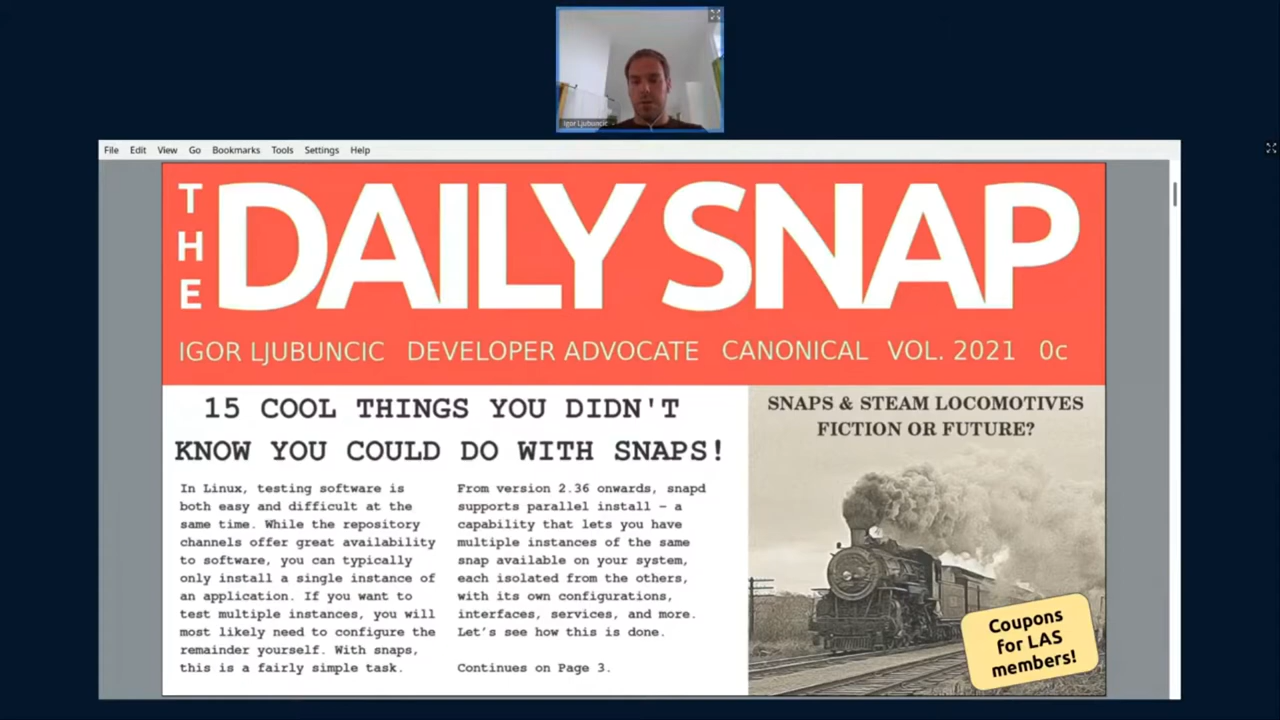 Igor Ljubuncic
File Edit View Go Bookmarks Tools Settings Help
THE
DAILY SNAP
IGOR LJUBUNCIC DEVELOPER ADVOCATE CANONICAL VOL. 2021 0c
15 COOL THINGS YOU DIDN'T
KNOW YOU COULD DO WITH SNAPS!
In Linux, testing software is
both easy and difficult at the
same time. While the repository
channels offer great availability
to software, you can typically
only install a single instance of
an application. If you want to
test multiple instances, you will
most likely need to configure the
remainder yourself. With snaps,
this is a fairly simple task.
From version 2.36 onwards, snapd
supports parallel install – a
capability that lets you have
multiple instances of the same
snap available on your system,
each isolated from the others,
with its own configurations,
interfaces, services, and more.
Let's see how this is done.
Continues on Page 3.
SNAPS & STEAM LOCOMOTIVES
FICTION OR FUTURE?
Coupons
for LAS
members!